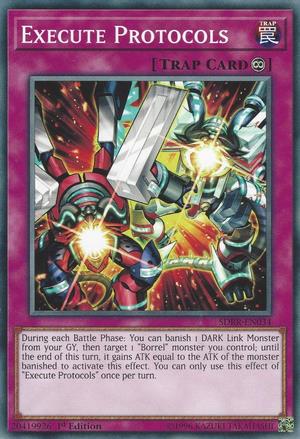 EXECUTE PROTOCOLS
TRAP
罠
[TRAP CARD]
SDRR-EN034
During each Battle Phase: You can banish 1 DARK Link Monster
from your GY, then target 1 "Borrel" monster you control; until
the end of this turn, it gains ATK equal to the ATK of the monster
banished to activate this effect. You can only use this effect of
"Execute Protocols" once per turn.
20419926 1st Edition ©1996 KAZUKI TAKAHASHI